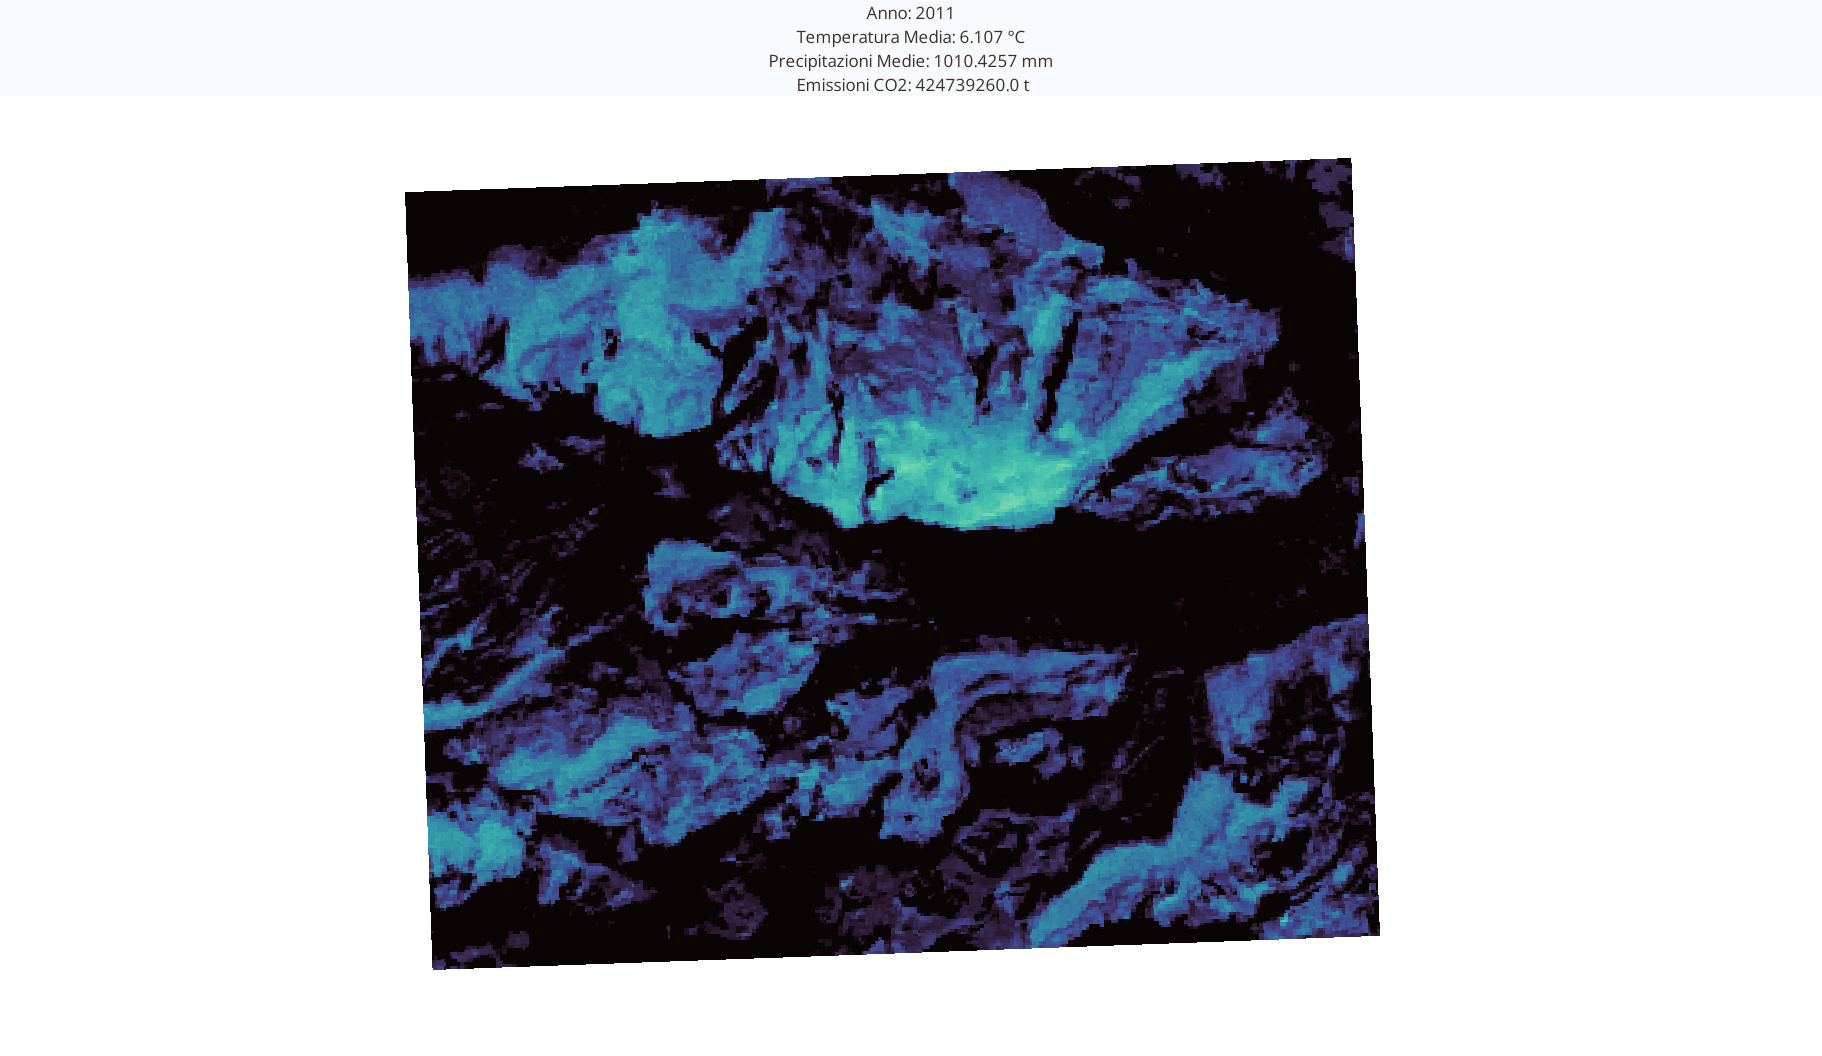 Anno: 2011
Temperatura Media: 6.107 °C
Precipitazioni Medie: 1010.4257 mm
Emissioni CO2: 424739260.0 t